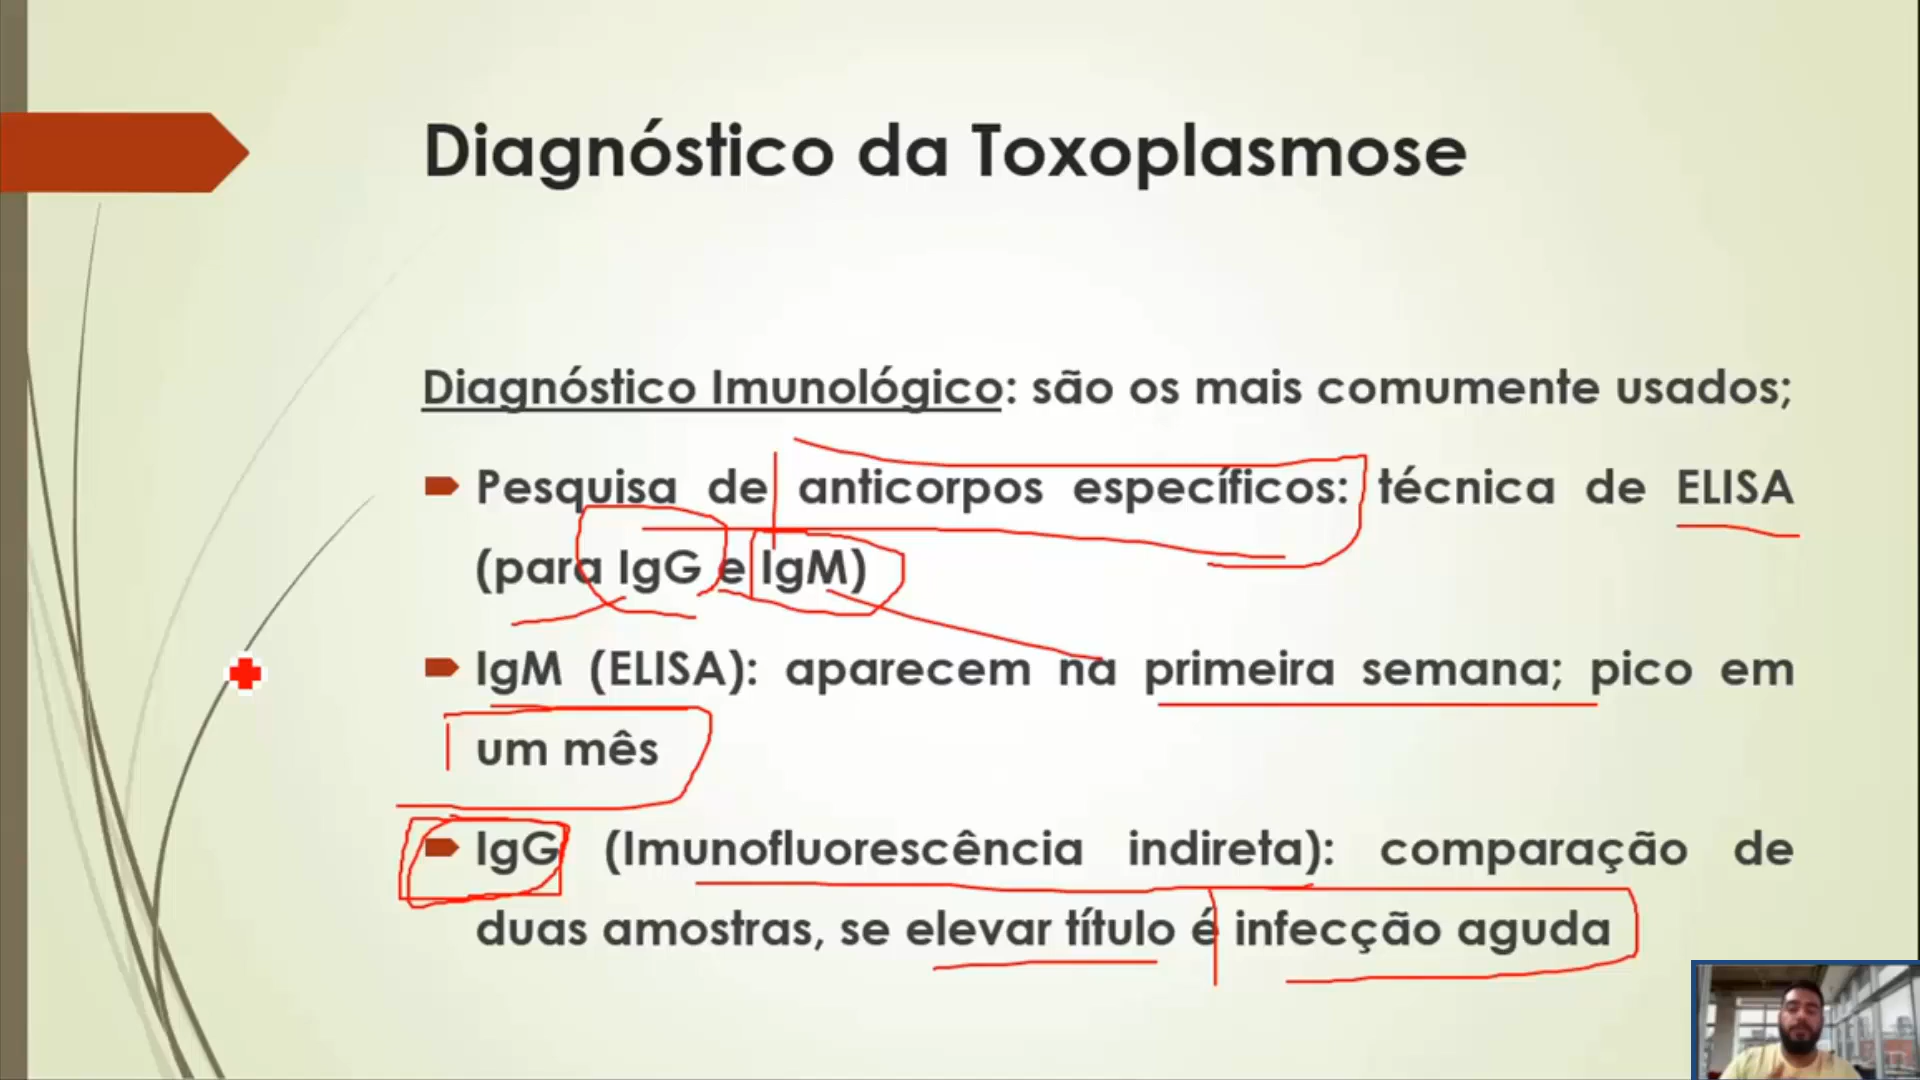 Diagnóstico da Toxoplasmose
Diagnóstico Imunológico: são os mais comumente usados;
Pesquisa de anticorpos específicos: técnica de ELISA
(para IgG e IgM)
IgM (ELISA): aparecem na primeira semana; pico em
um mês
IgG (Imunofluorescência indireta): comparação de
duas amostras, se elevar título é infecção aguda